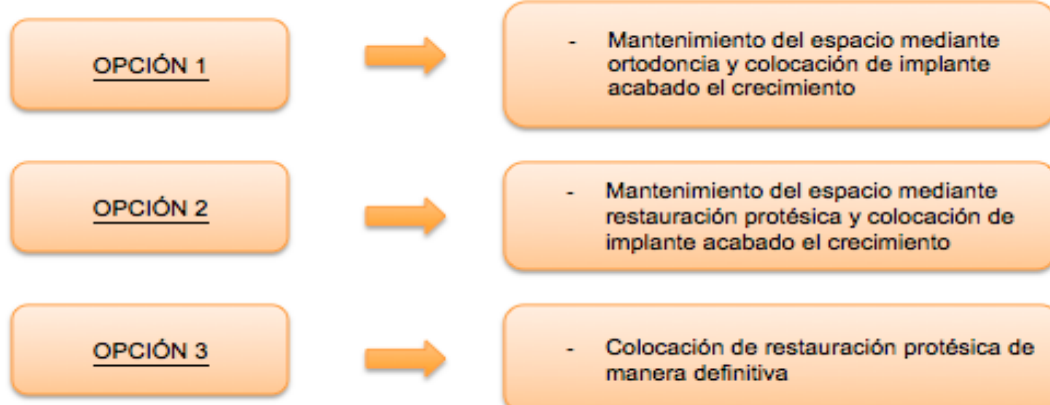 OPCIÓN 1
- Mantenimiento del espacio mediante
ortodoncia y colocación de implante
acabado el crecimiento
OPCIÓN 2
- Mantenimiento del espacio mediante
restauración protésica y colocación de
implante acabado el crecimiento
OPCIÓN 3
- Colocación de restauración protésica de
manera definitiva